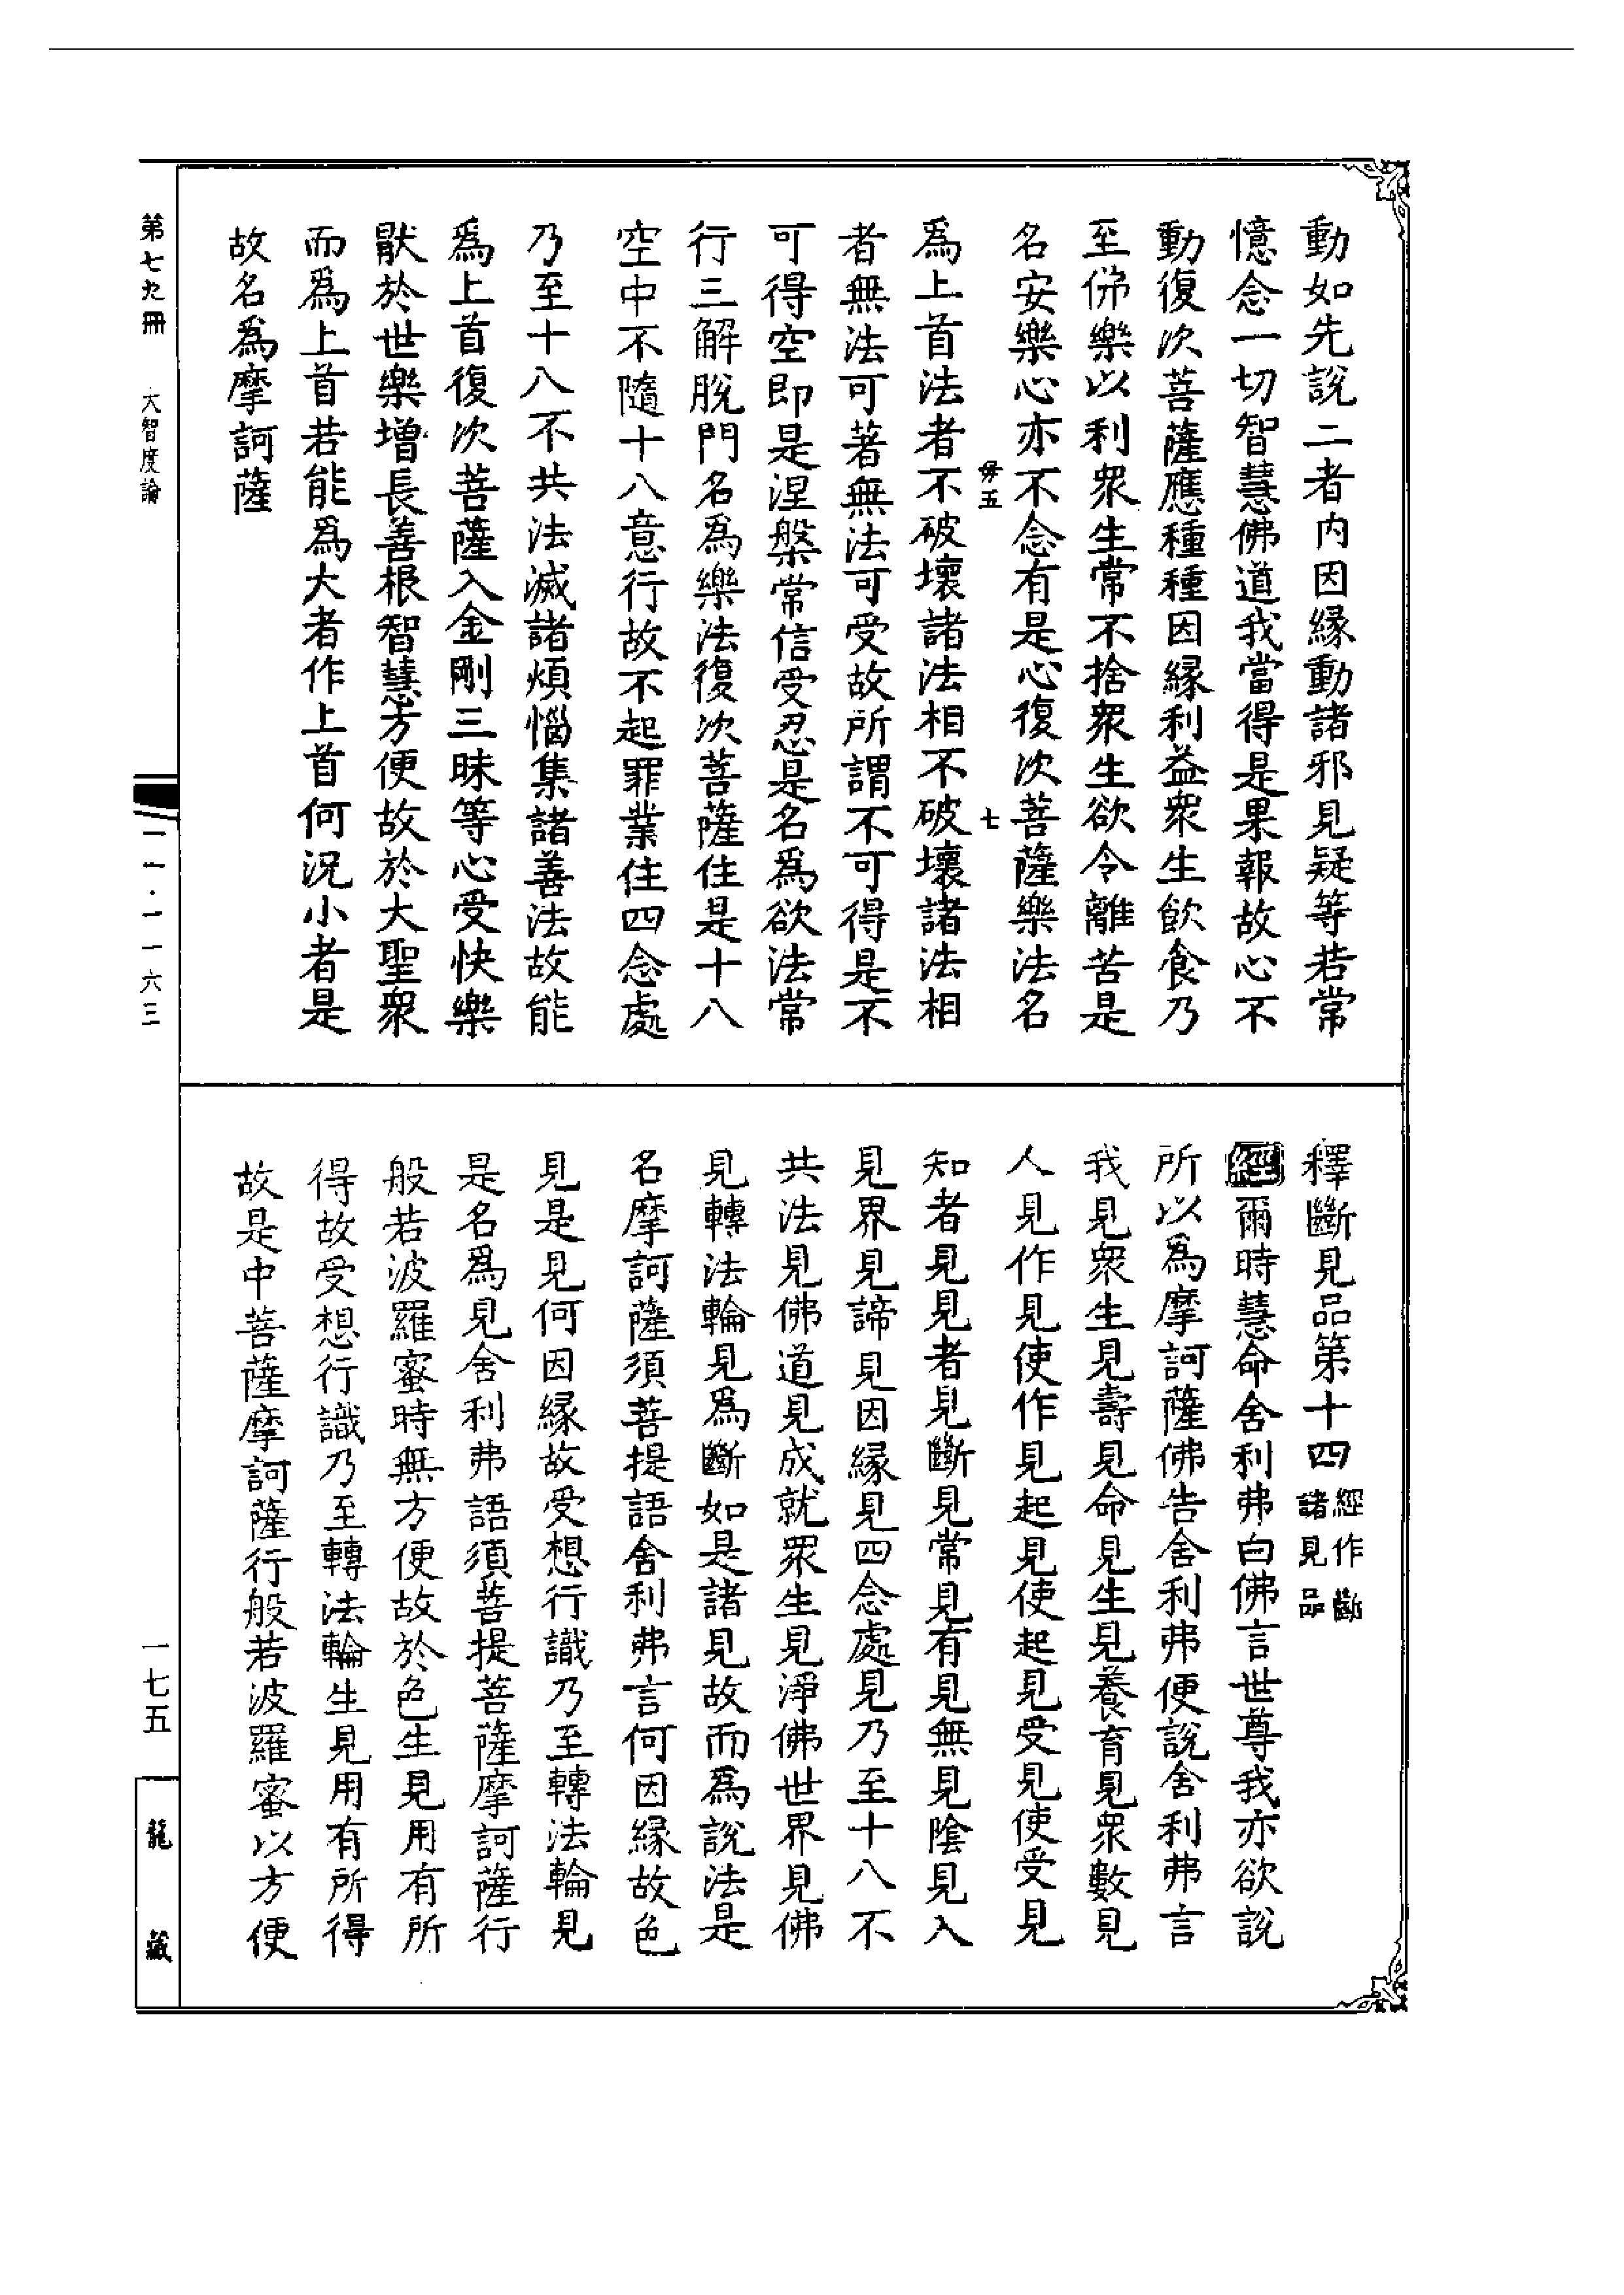 動如先說二者内因緣動諸邪見疑等若常
憶念一切智慧佛道我當得是果報故心不
動復次菩薩應種種因緣利益衆生飲食乃
至佛樂以利衆生常不捨衆生欲令離苦是
名安樂心亦不念有是心復次菩薩樂法名
五 七
爲上首法者不破壞諸法相不破壞諸法相
者無法可著無法可受故所謂不可得是不
可得空即是涅槃常信受忍是名爲欲法常
行三解脫門名爲樂法復次菩薩住是十八
空中不隨十八意行故不起罪業住四念處
乃至十八不共法滅諸煩惱集諸善法故能
爲上首復次菩薩入金剛三昧等心受快樂
猒於世樂增長善根智慧方便故於大聖衆
而爲上首若能爲大者作上首何況小者是
故名爲摩訶薩
釋斷見品第十四 經作斷諸見品
經爾時慧命舍利弗白佛言世尊我亦欲說
所以爲摩訶薩佛告舍利弗便說舍利弗言
我見衆生見壽見命見生見養育見衆數見
人見作見使作見起見使起見受見使受見
知者見見者見斷見常見有見無見陰見入
見界見諦見因緣見四念處見乃至十八不
共法見佛道見成就衆生見淨佛世界見佛
見轉法輪見爲斷如是諸見故而爲說法是
名摩訶薩須菩提語舍利弗言何因緣故色
見是見何因緣故受想行識乃至轉法輪見
是名爲見舍利弗語須菩提菩薩摩訶薩行
般若波羅蜜時無方便故於色生見用有所
得故受想行識乃至轉法輪生見用有所得
故是中菩薩摩訶薩行般若波羅蜜以方便
第七九冊 大智度論
一一·一一六三
一七五
龍藏